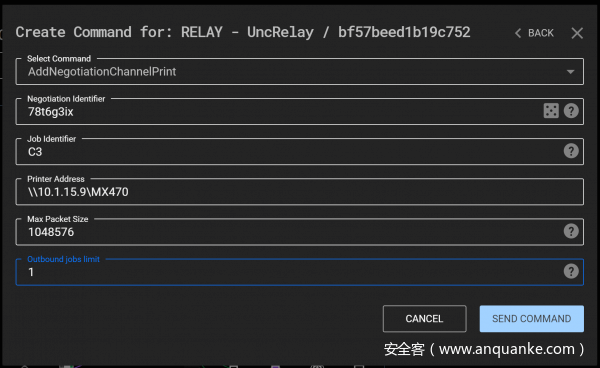 Create Command for: RELAY - UncRelay / bf57beed1b19c752 BACK
Select Command
AddNegotiationChannelPrint
Negotiation Identifier
78t6g3ix
Job Identifier
C3
Printer Address
\\10.1.15.9\MX470
Max Packet Size
1048576
Outbound jobs limit
1
CANCEL SEND COMMAND
安全客（www.anquanke.com）